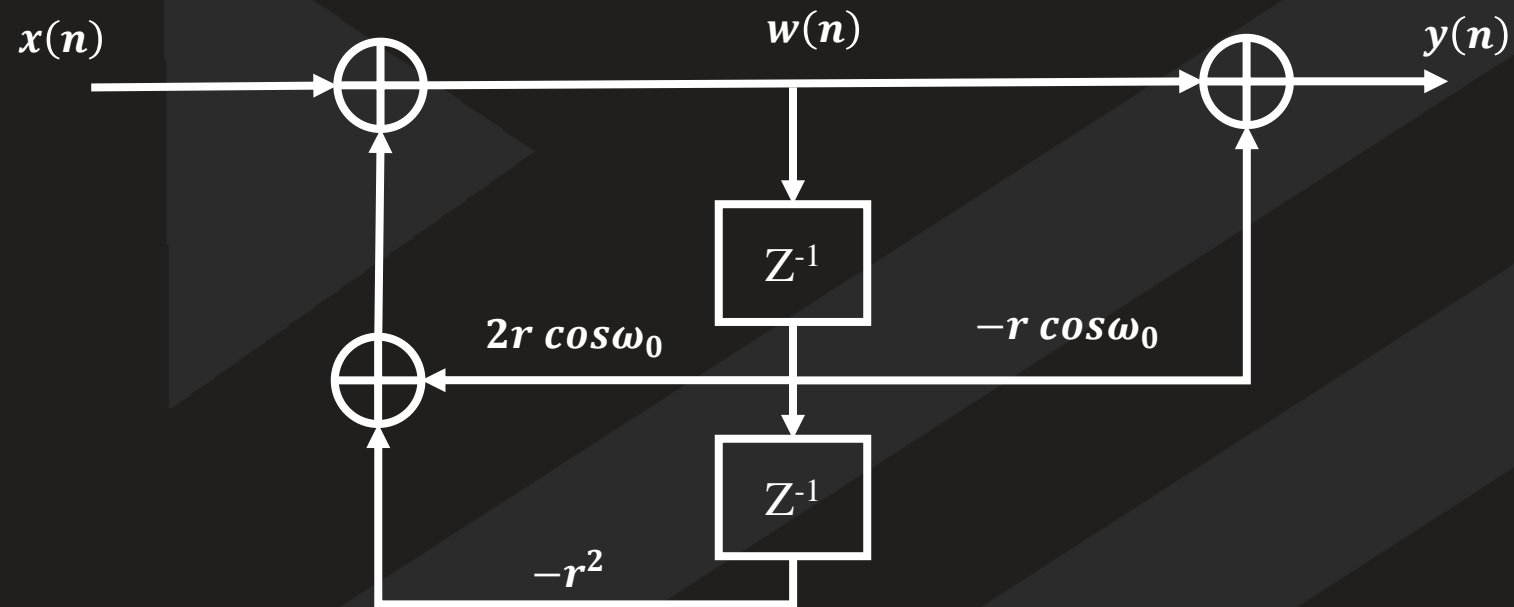 x(n)
w(n)
y(n)
Z⁻¹
2r cosω₀
−r cosω₀
Z⁻¹
−r²